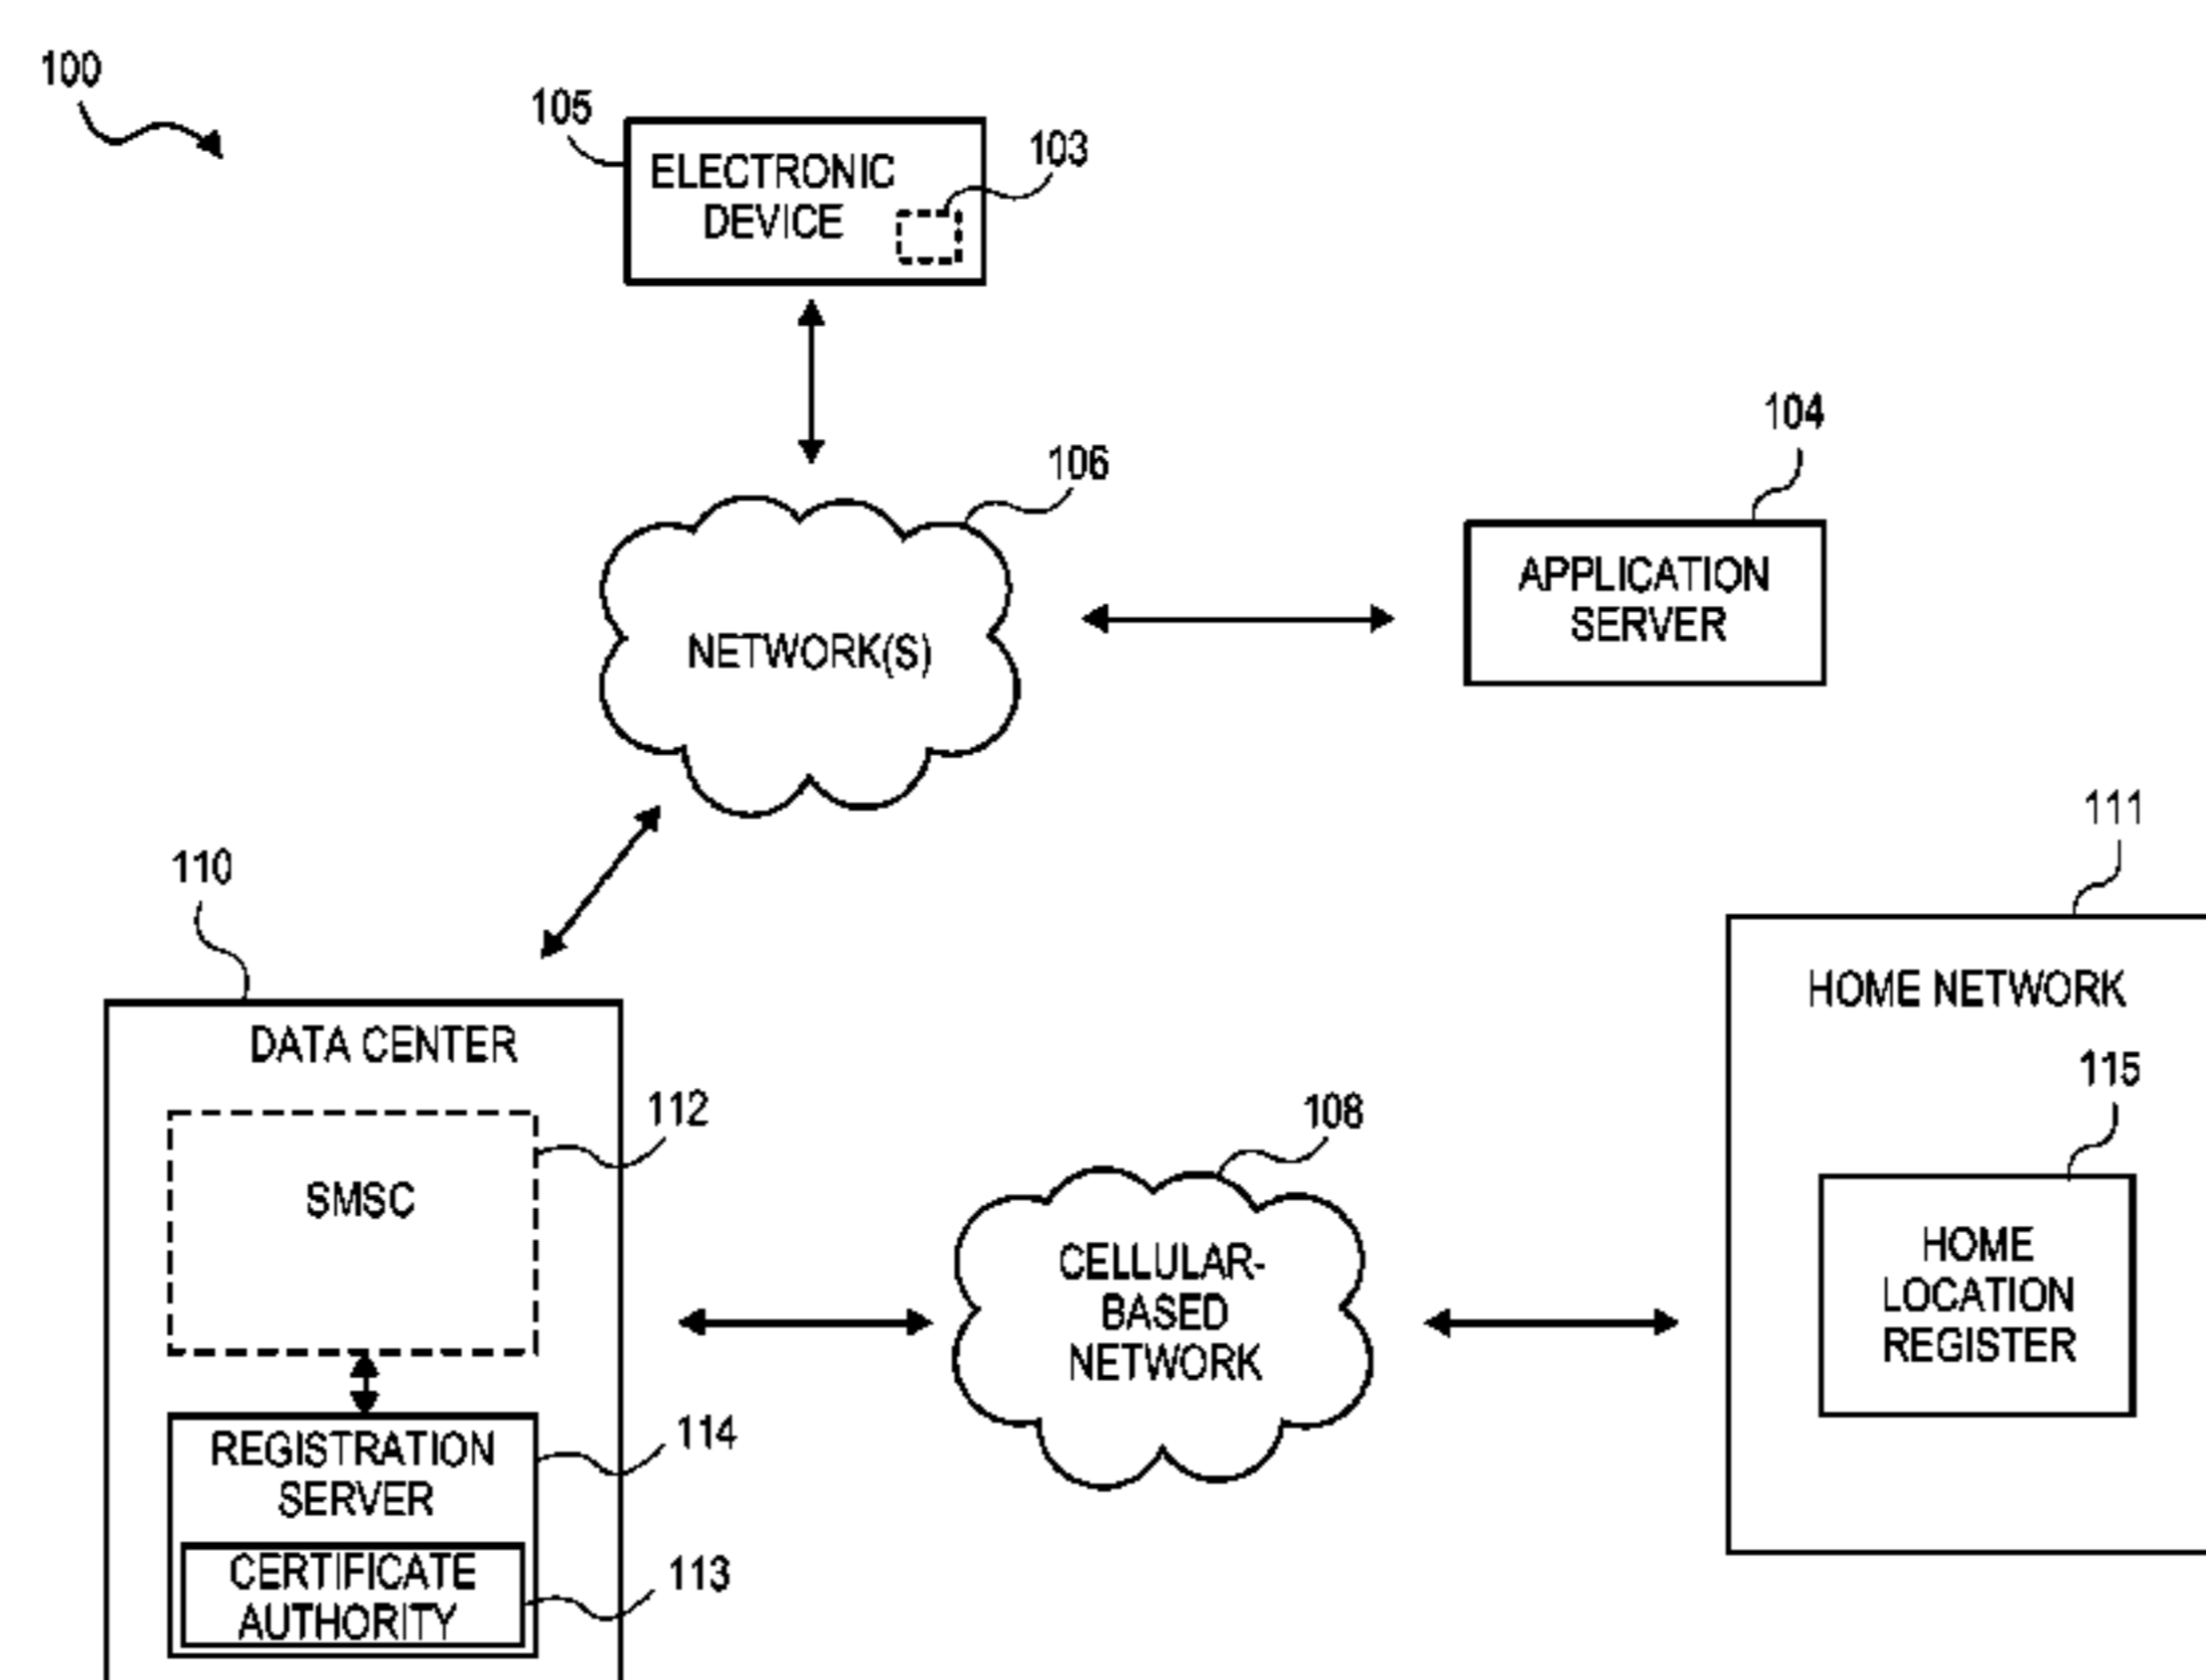 100
105
103
ELECTRONIC
DEVICE
106
104
NETWORK(S)
APPLICATION
SERVER
110
111
DATA CENTER
HOME NETWORK
112
SMSC
108
115
CELLULAR-
BASED
NETWORK
HOME
LOCATION
REGISTER
REGISTRATION
SERVER
114
CERTIFICATE
AUTHORITY
113